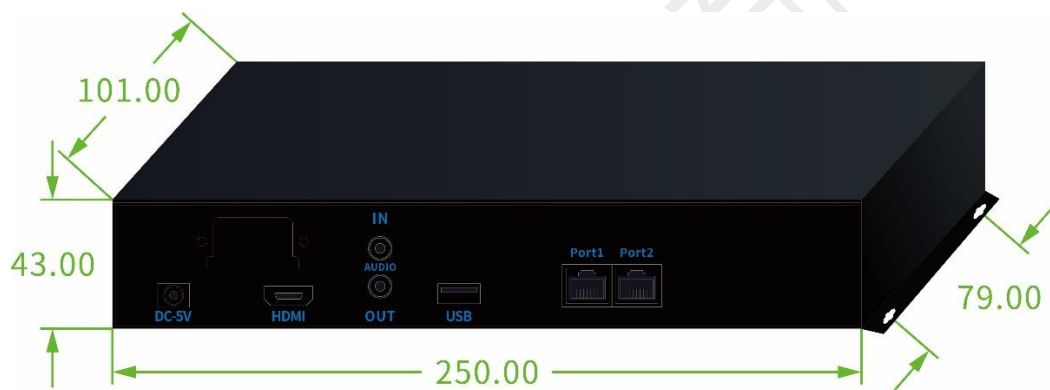 101.00
IN
43.00
AUDIO
Port1 Port2
79.00
DC-5V HDMI OUT USB
250.00